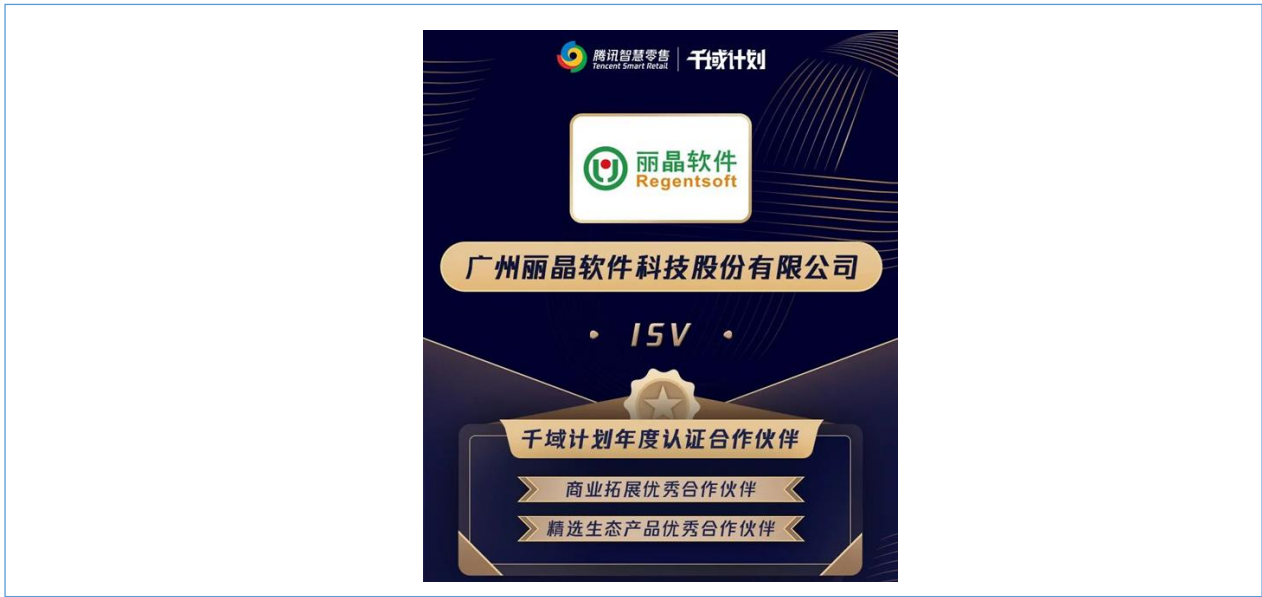 腾讯智慧零售 千域计划
Tencent Smart Retail
丽晶软件
Regentsoft
广州丽晶软件科技股份有限公司
ISV
千域计划年度认证合作伙伴
商业拓展优秀合作伙伴
精选生态产品优秀合作伙伴